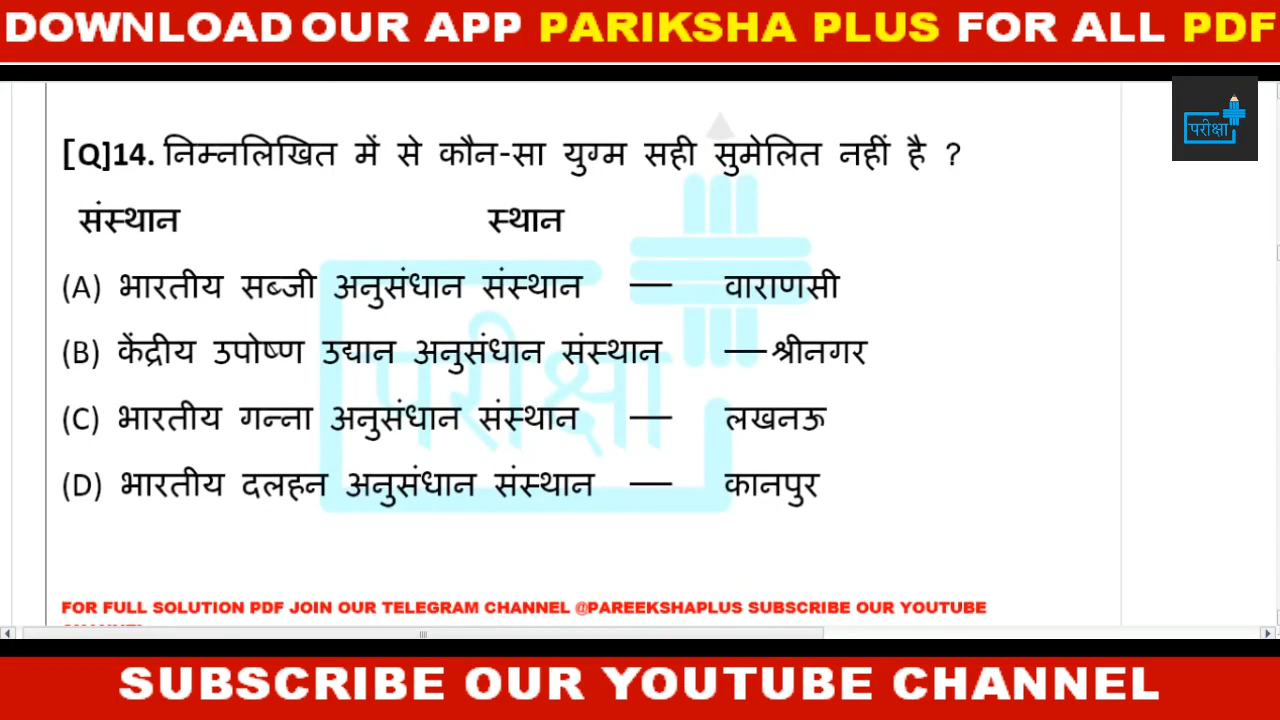 DOWNLOAD OUR APP PARIKSHA PLUS FOR ALL PDF
परीक्षा
[Q]14. निम्नलिखित में से कौन-सा युग्म सही सुमेलित नहीं है ?
संस्थान स्थान
(A) भारतीय सब्जी अनुसंधान संस्थान — वाराणसी
(B) केंद्रीय उपोष्ण उद्यान अनुसंधान संस्थान —श्रीनगर
(C) भारतीय गन्ना अनुसंधान संस्थान — लखनऊ
(D) भारतीय दलहन अनुसंधान संस्थान — कानपुर
परीक्षा
FOR FULL SOLUTION PDF JOIN OUR TELEGRAM CHANNEL @PAREEKSHAPLUS SUBSCRIBE OUR YOUTUBE
SUBSCRIBE OUR YOUTUBE CHANNEL